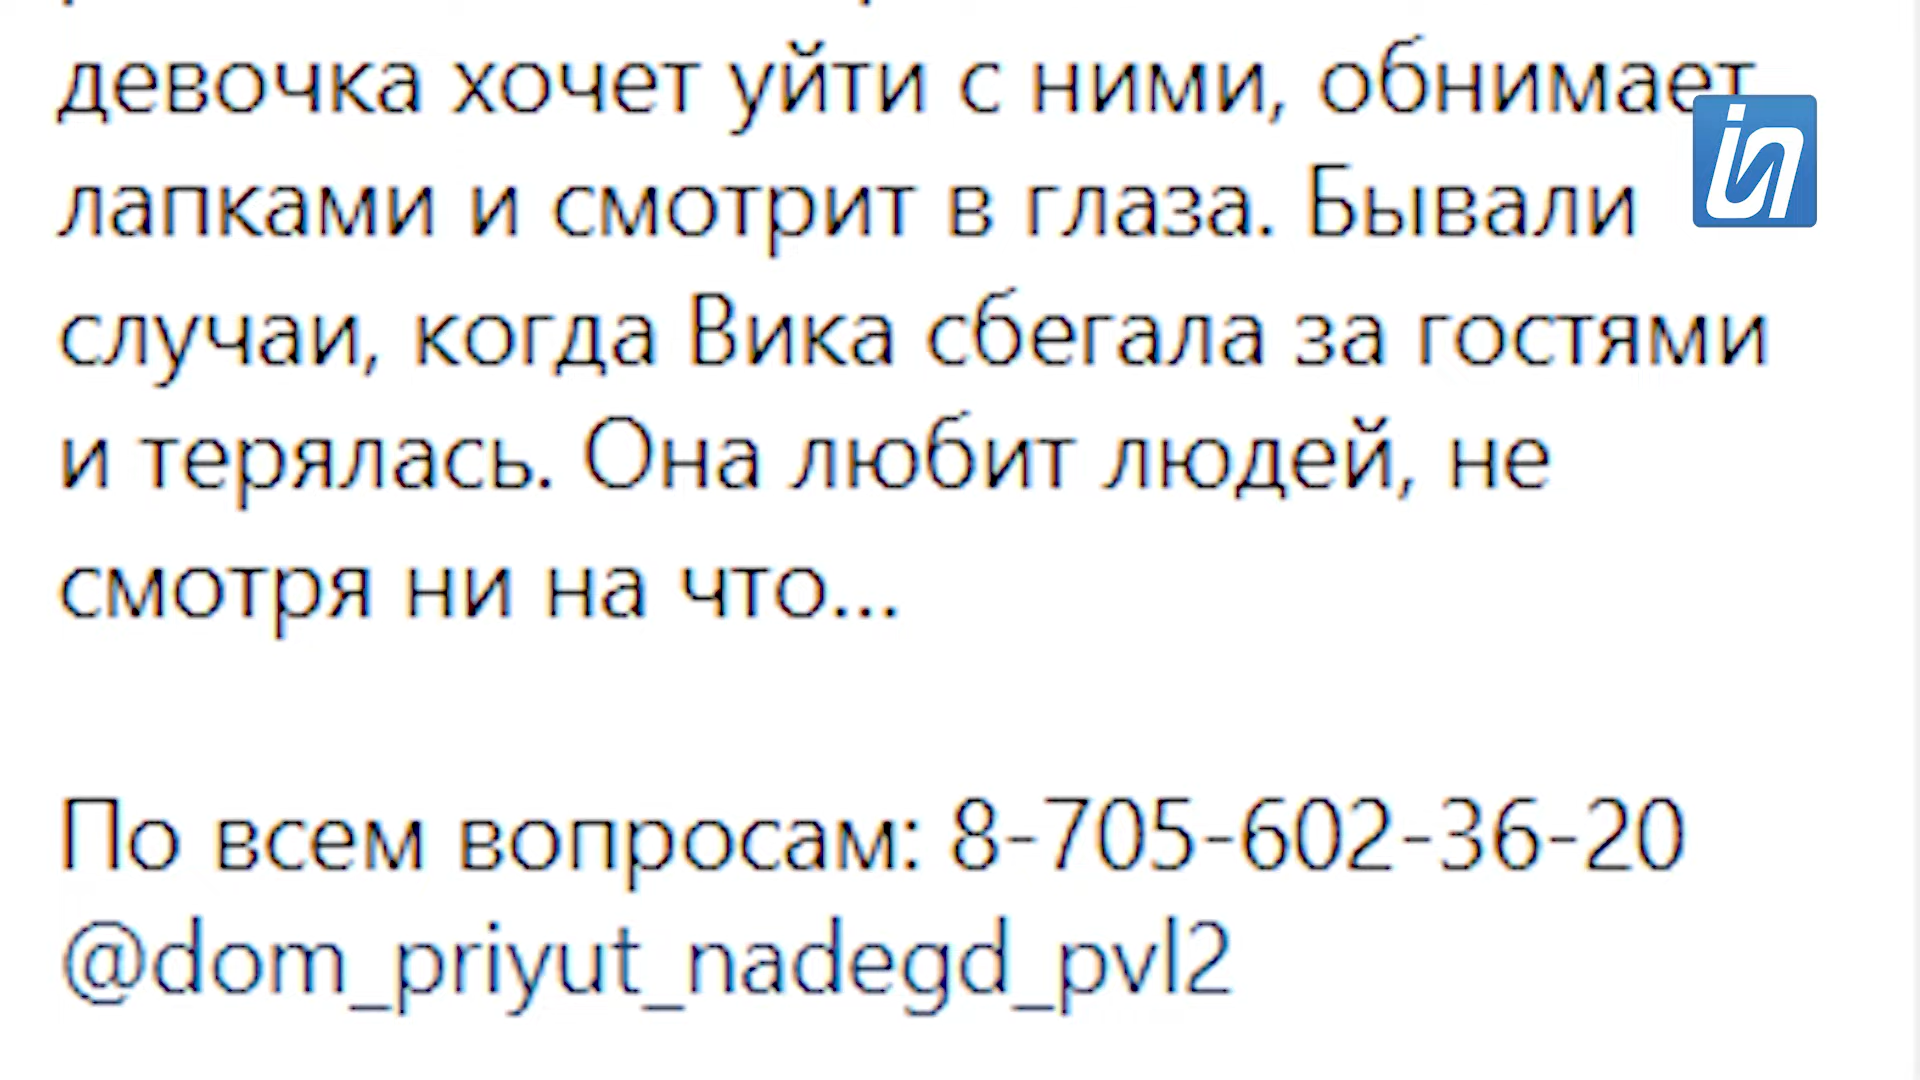 девочка хочет уйти с ними, обнимает
лапками и смотрит в глаза. Бывали
случаи, когда Вика сбегала за гостями
и терялась. Она любит людей, не
смотря ни на что...
По всем вопросам: 8-705-602-36-20
@dom_priyut_nadegd_pvl2